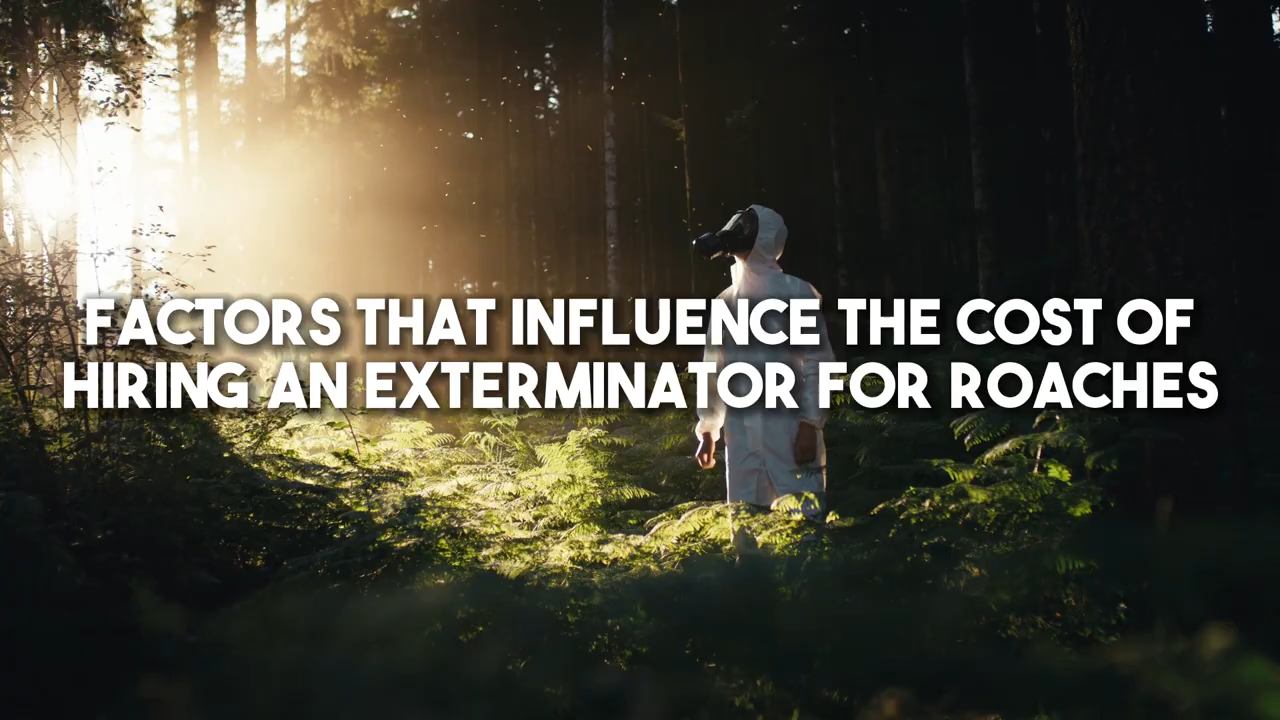 FACTORS THAT INFLUENCE THE COST OF
HIRING AN EXTERMINATOR FOR ROACHES